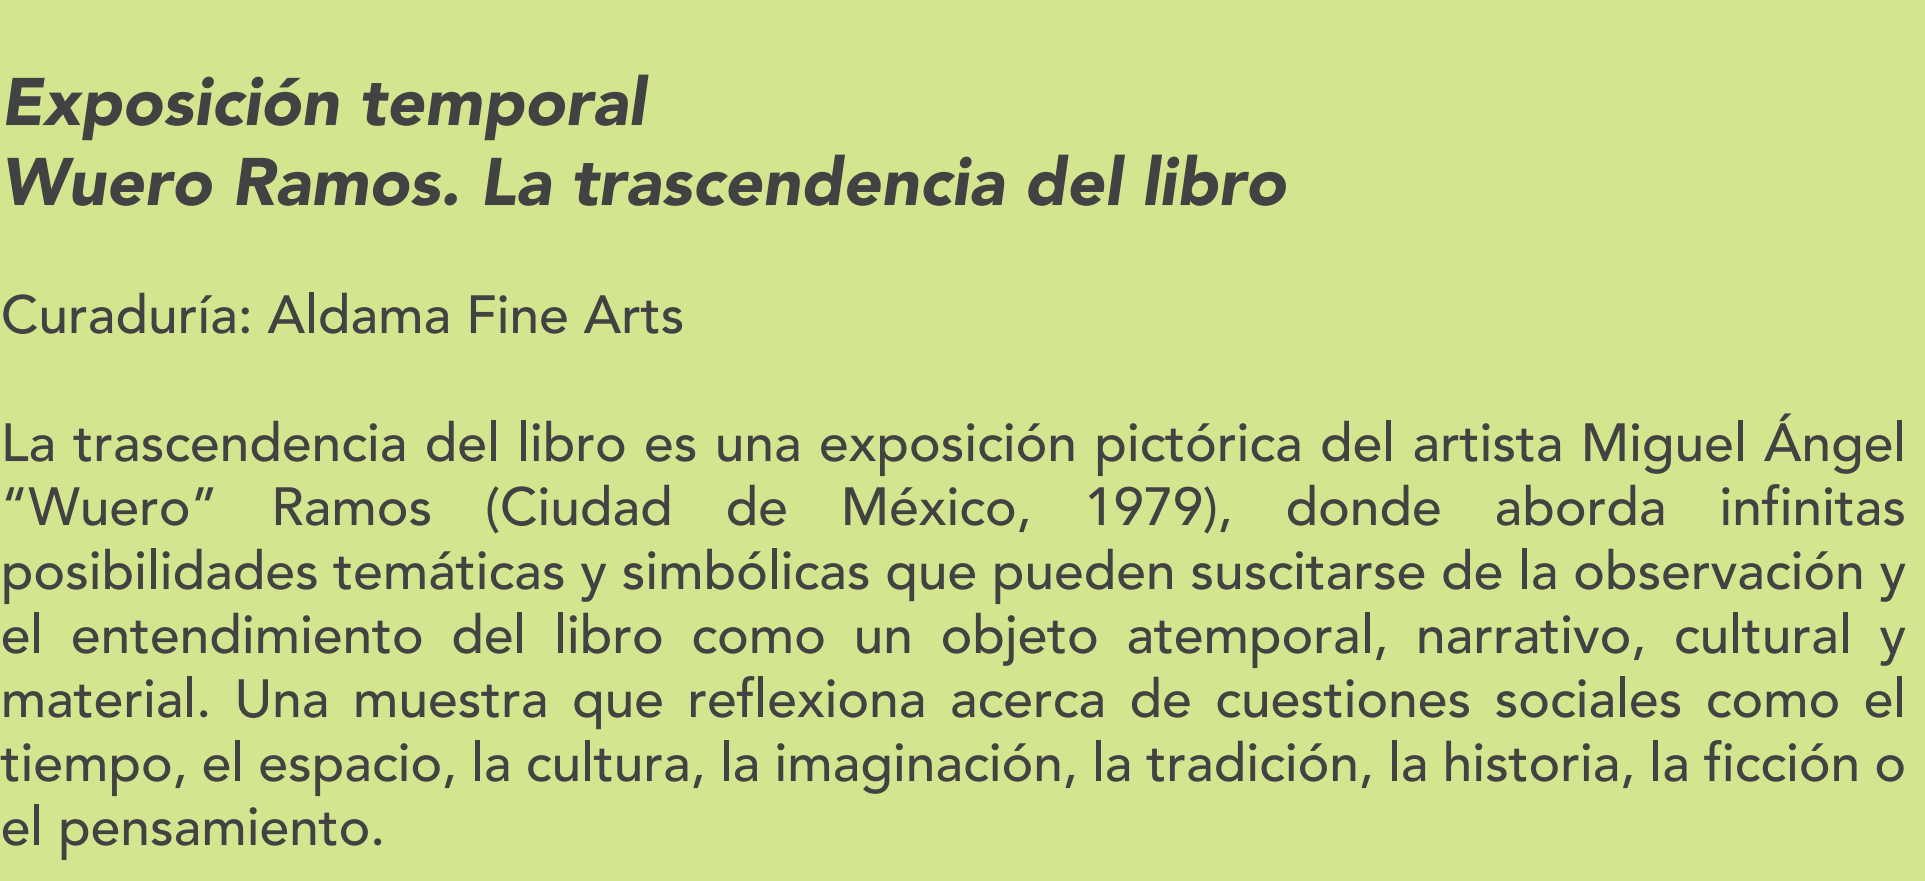 Exposición temporal
Wuero Ramos. La trascendencia del libro
Curaduría: Aldama Fine Arts
La trascendencia del libro es una exposición pictórica del artista Miguel Ángel
“Wuero” Ramos (Ciudad de México, 1979), donde aborda infinitas
posibilidades temáticas y simbólicas que pueden suscitarse de la observación y
el entendimiento del libro como un objeto atemporal, narrativo, cultural y
material. Una muestra que reflexiona acerca de cuestiones sociales como el
tiempo, el espacio, la cultura, la imaginación, la tradición, la historia, la ficción o
el pensamiento.